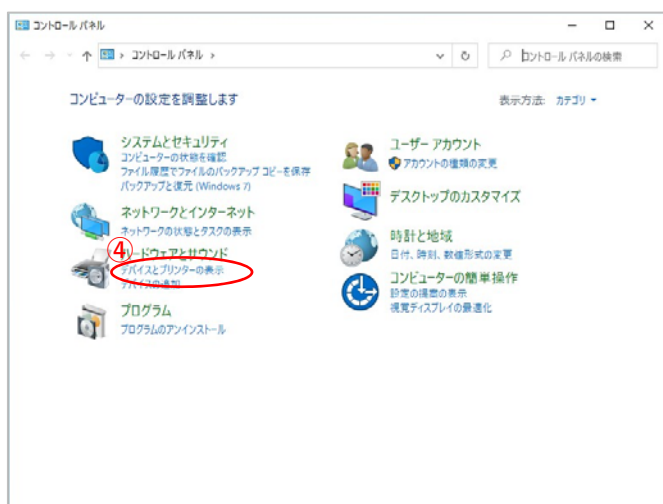 コントロール パネル
コントロール パネル
コントロール パネルの検索
コンピューターの設定を調整します
表示方法: カテゴリ
システムとセキュリティ
コンピューターの状態を確認
ファイル履歴でファイルのバックアップ コピーを保存
バックアップと復元 (Windows 7)
ネットワークとインターネット
ネットワークの状態とタスクの表示
④
ードウェアとサウンド
デバイスとプリンターの表示
デバイスの追加
プログラム
プログラムのアンインストール
ユーザー アカウント
アカウントの種類の変更
デスクトップのカスタマイズ
時計と地域
日付、時刻、数値形式の変更
コンピューターの簡単操作
設定の提案の表示
視覚ディスプレイの最適化